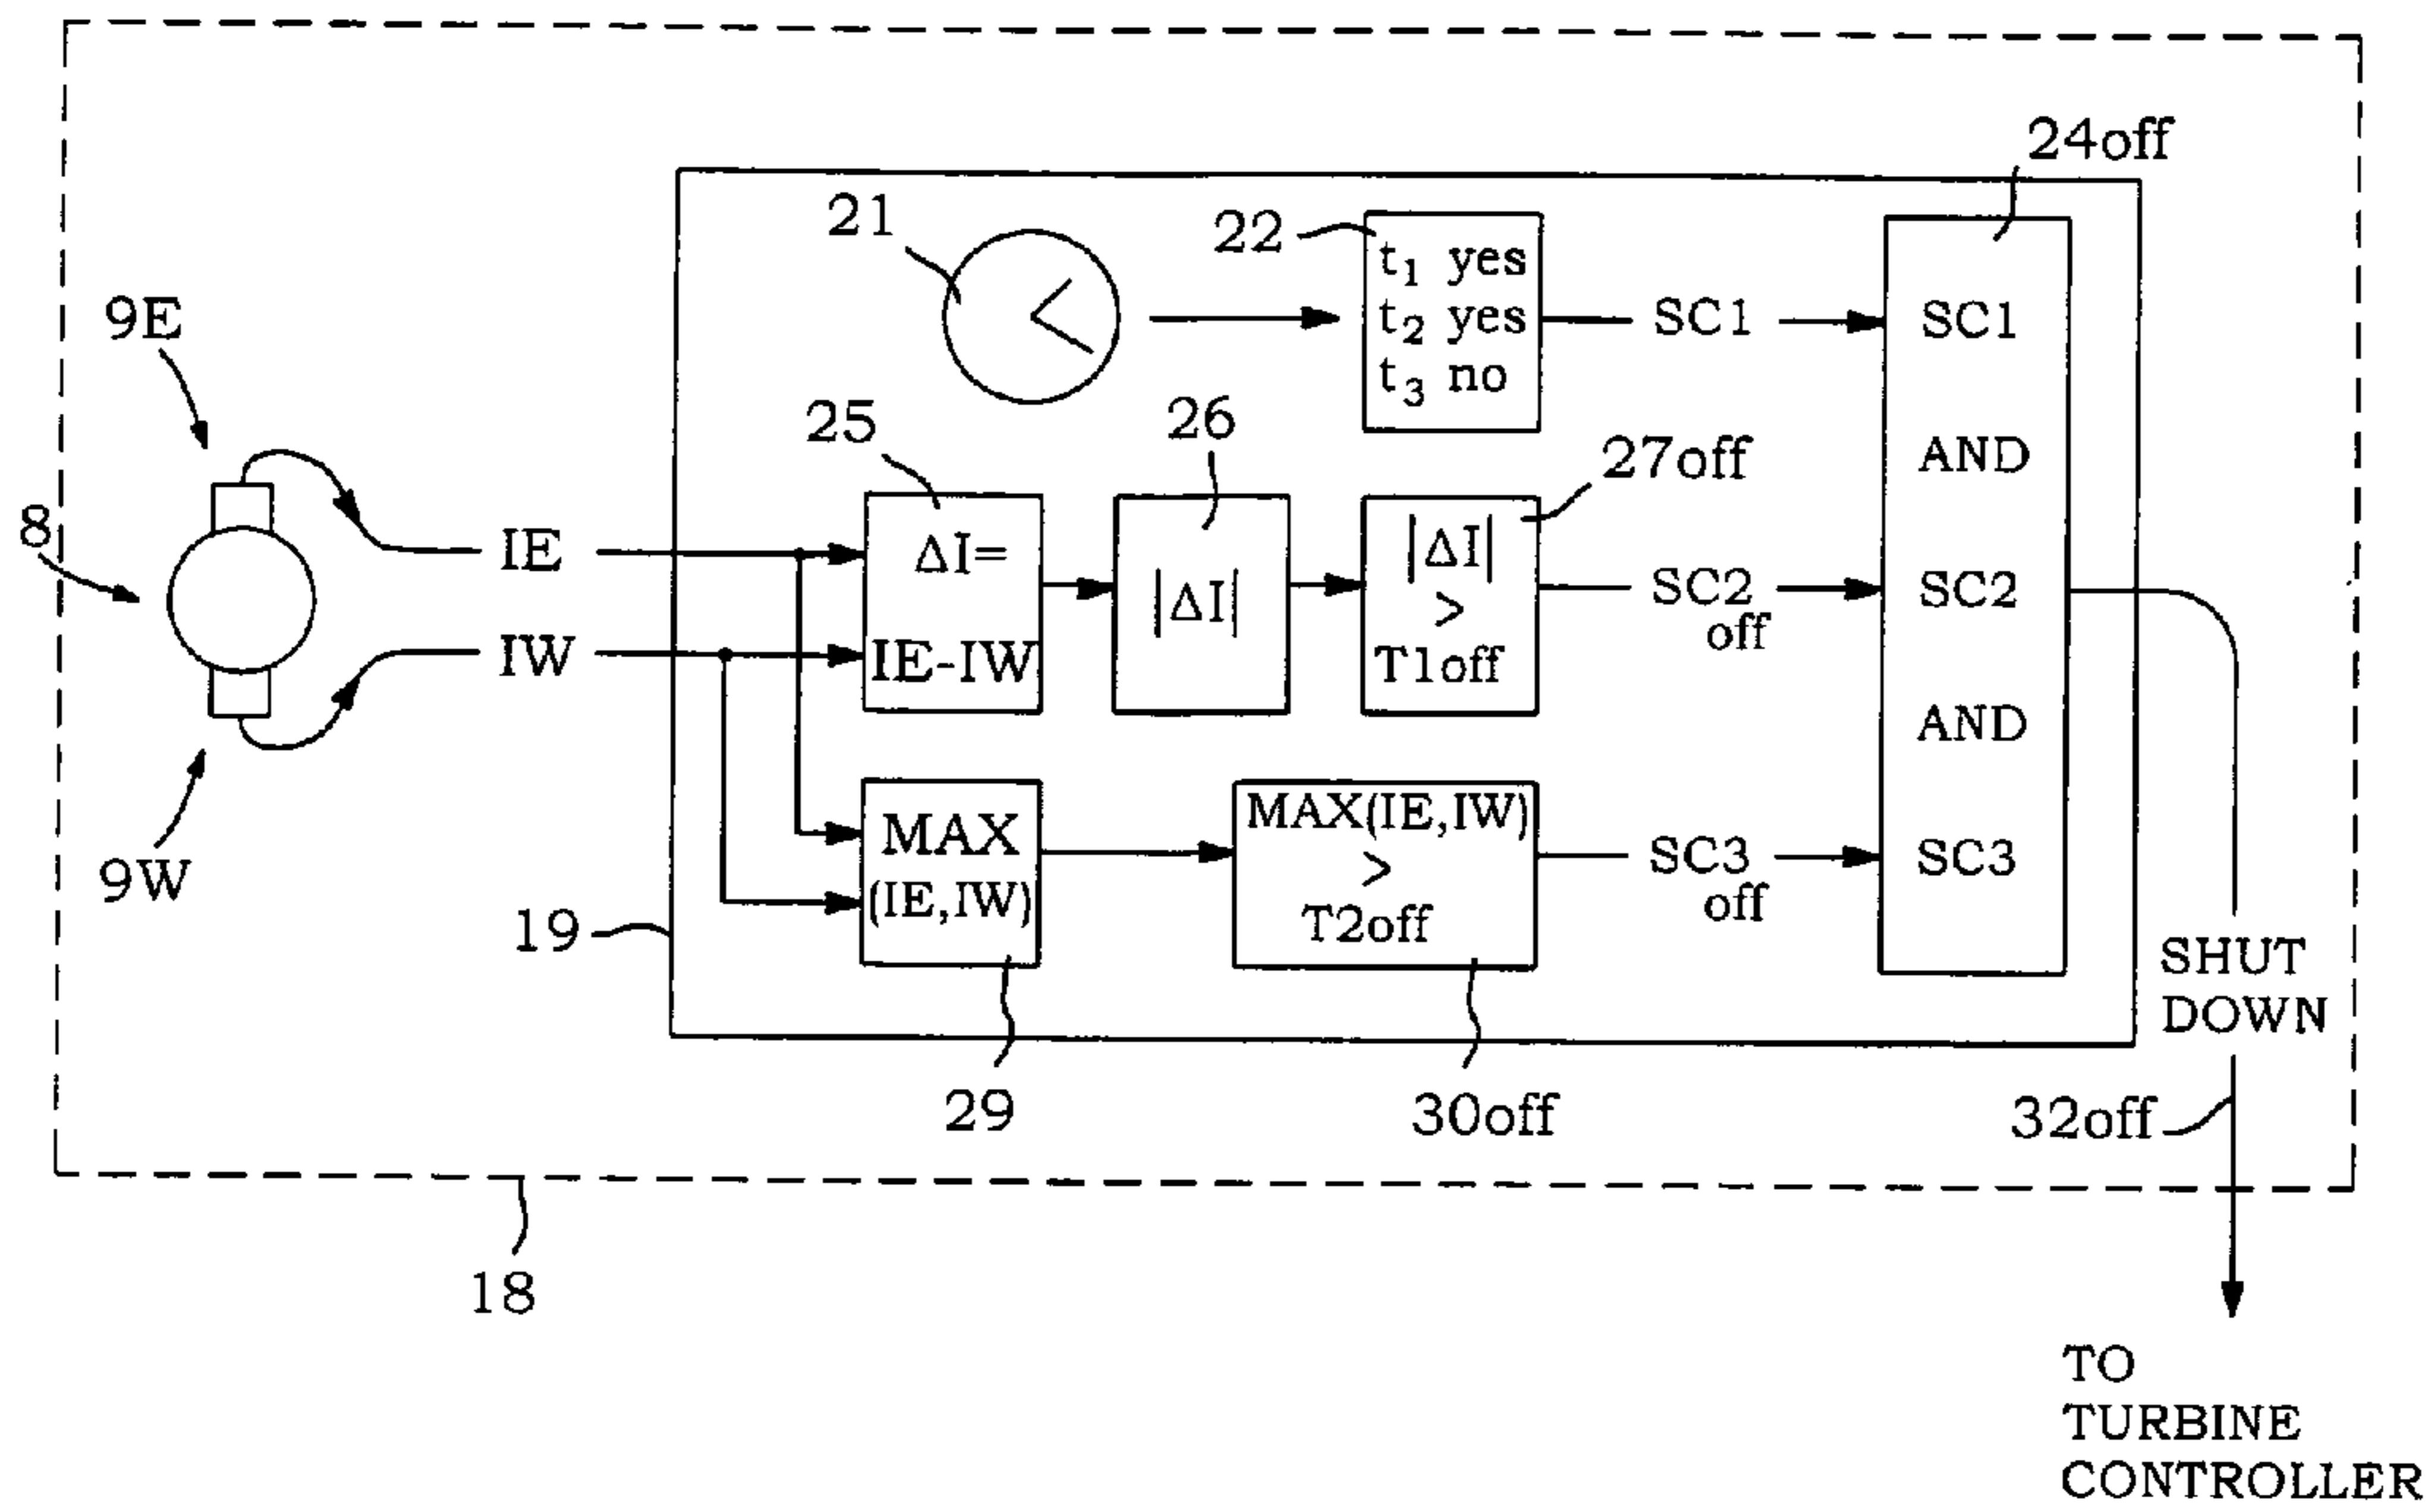 24off
21
22
t1 yes
t2 yes
t3 no
SC1
SC1
9E
25
26
27off
AND
8
IE
ΔI=
IE-IW
|ΔI|
|ΔI|
>
T1off
SC2
off
SC2
IW
AND
9W
MAX
(IE,IW)
MAX(IE,IW)
>
T2off
SC3
off
SC3
19
SHUT
DOWN
29
30off
32off
18
TO
TURBINE
CONTROLLER